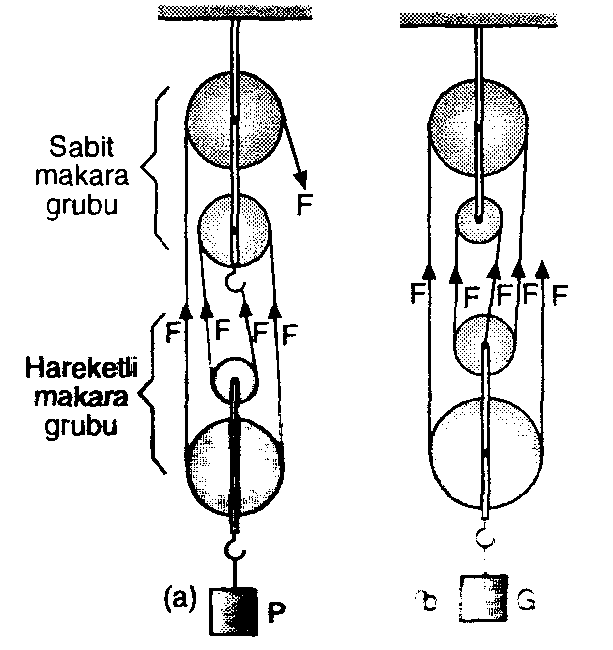 Sabit
makara
grubu
F
F F F F
Hareketli
makara
grubu
(a) P
F F F F F
b G